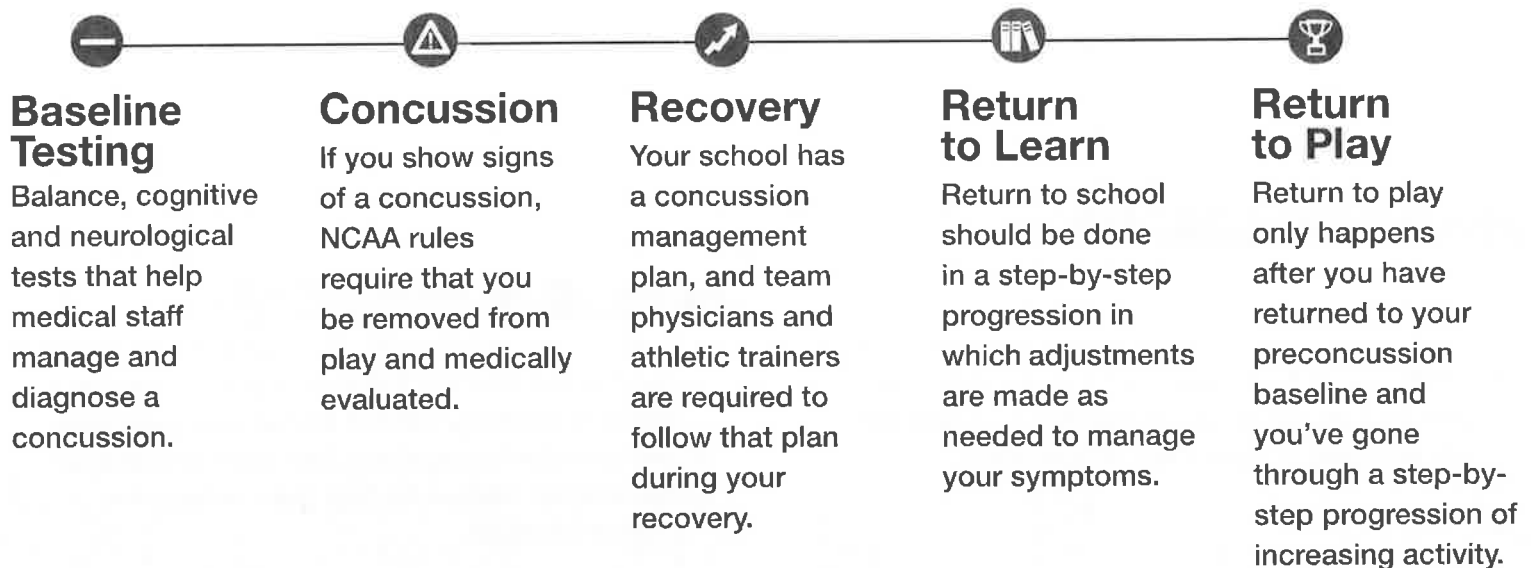 Baseline
Testing
Balance, cognitive
and neurological
tests that help
medical staff
manage and
diagnose a
concussion.
Concussion
If you show signs
of a concussion,
NCAA rules
require that you
be removed from
play and medically
evaluated.
Recovery
Your school has
a concussion
management
plan, and team
physicians and
athletic trainers
are required to
follow that plan
during your
recovery.
Return
to Learn
Return to school
should be done
in a step-by-step
progression in
which adjustments
are made as
needed to manage
your symptoms.
Return
to Play
Return to play
only happens
after you have
returned to your
preconcussion
baseline and
you've gone
through a step-by-
step progression of
increasing activity.